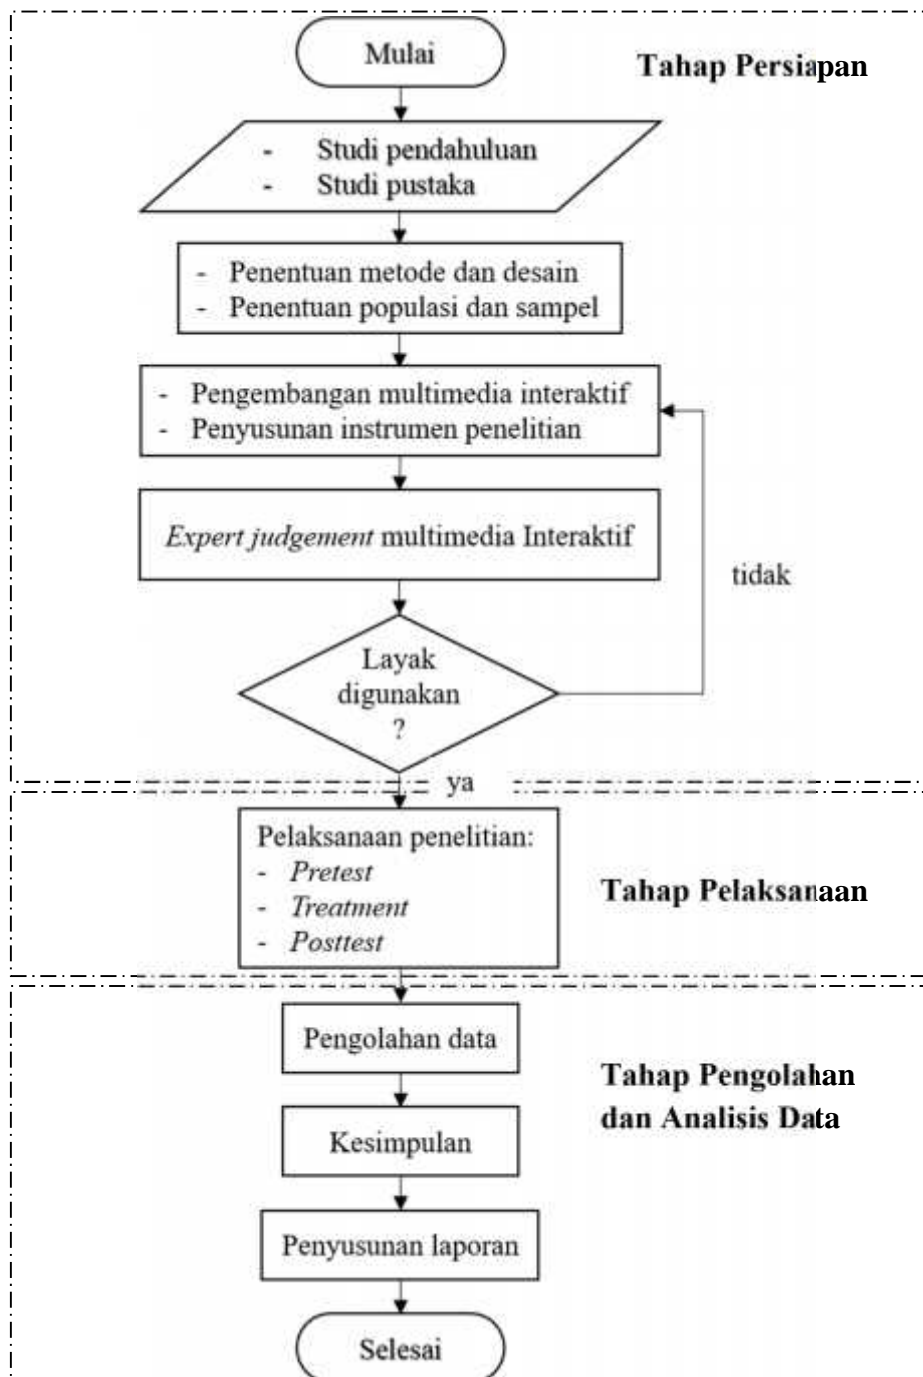 Mulai
Tahap Persiapan
- Studi pendahuluan
- Studi pustaka
- Penentuan metode dan desain
- Penentuan populasi dan sampel
- Pengembangan multimedia interaktif
- Penyusunan instrumen penelitian
Expert judgement multimedia Interaktif
tidak
Layak
digunakan
?
ya
Pelaksanaan penelitian:
- Pretest
- Treatment
- Posttest
Tahap Pelaksanaan
Pengolahan data
Tahap Pengolahan
dan Analisis Data
Kesimpulan
Penyusunan laporan
Selesai